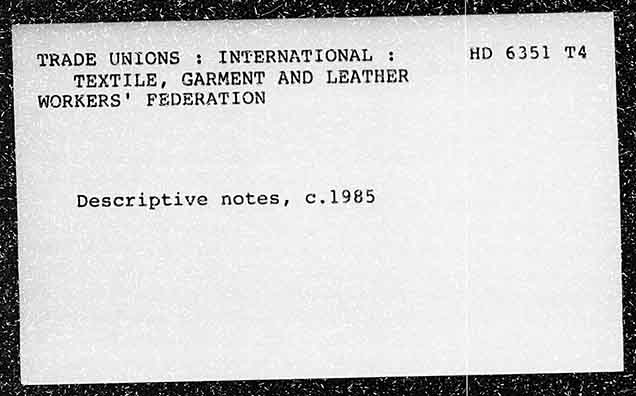 TRADE UNIONS : INTERNATIONAL : HD 6351 T4
TEXTILE, GARMENT AND LEATHER
WORKERS' FEDERATION
Descriptive notes, c.1985